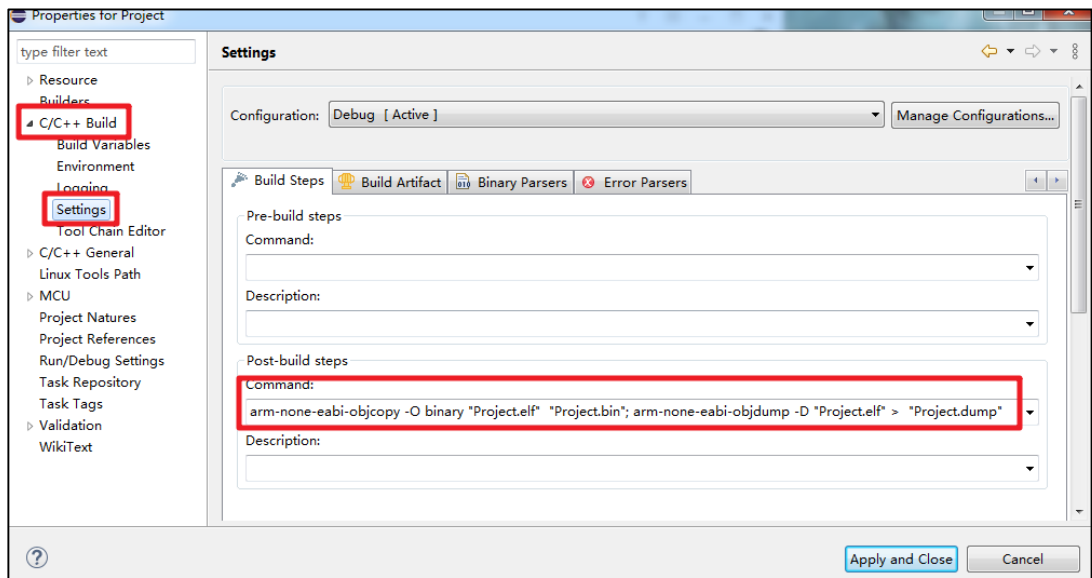 Properties for Project
type filter text
Settings
Resource
Builders
C/C++ Build
Build Variables
Environment
Logging
Settings
Tool Chain Editor
C/C++ General
Linux Tools Path
MCU
Project Natures
Project References
Run/Debug Settings
Task Repository
Task Tags
Validation
WikiText
Configuration: Debug [ Active ]
Manage Configurations...
Build Steps Build Artifact Binary Parsers Error Parsers
Pre-build steps
Command:
Description:
Post-build steps
Command:
arm-none-eabi-objcopy -O binary "Project.elf"  "Project.bin"; arm-none-eabi-objdump -D "Project.elf" >  "Project.dump"
Description:
Apply and Close
Cancel